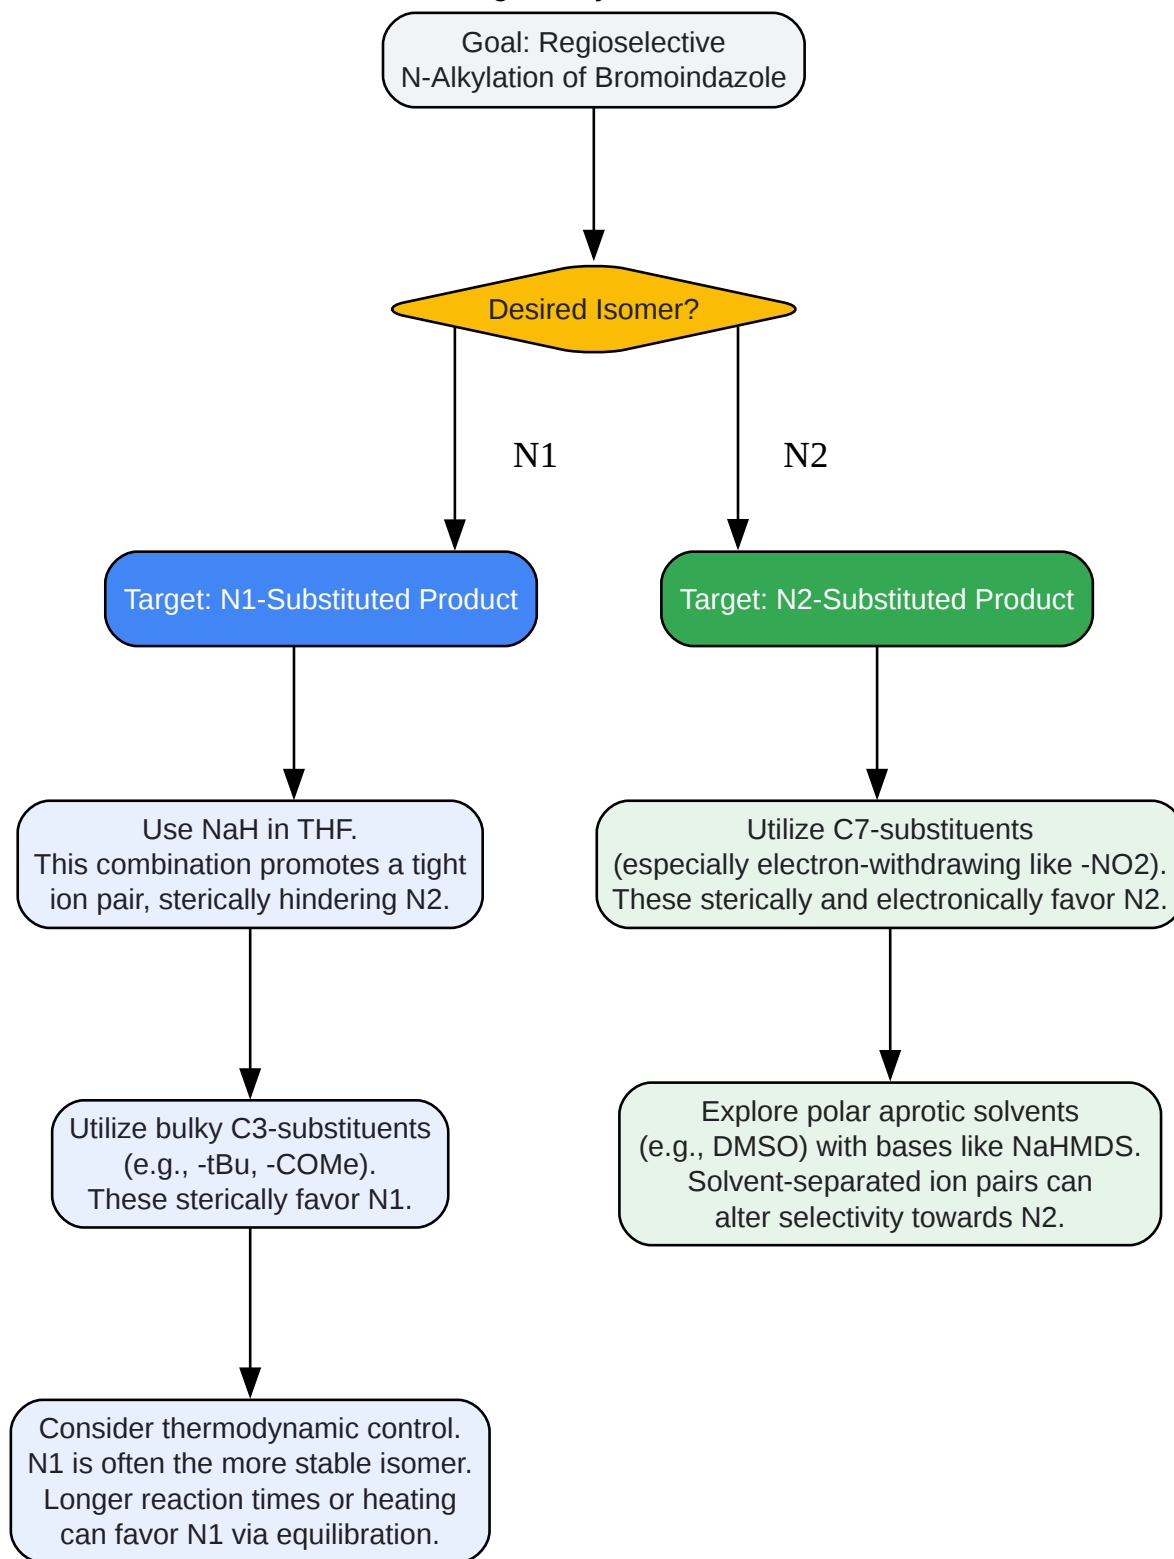 Goal: Regioselective
N-Alkylation of Bromoindazole
Desired Isomer?
N1
N2
Target: N1-Substituted Product
Target: N2-Substituted Product
Use NaH in THF.
This combination promotes a tight
ion pair, sterically hindering N2.
Utilize C7-substituents
(especially electron-withdrawing like -NO2).
These sterically and electronically favor N2.
Utilize bulky C3-substituents
(e.g., -tBu, -COMe).
These sterically favor N1.
Explore polar aprotic solvents
(e.g., DMSO) with bases like NaHMDS.
Solvent-separated ion pairs can
alter selectivity towards N2.
Consider thermodynamic control.
N1 is often the more stable isomer.
Longer reaction times or heating
can favor N1 via equilibration.